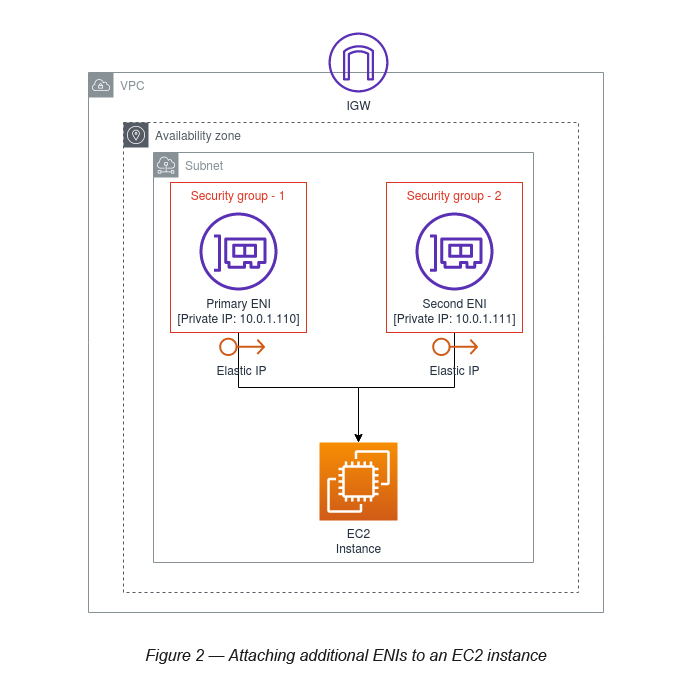 IGW
VPC
Availability zone
Subnet
Security group - 1
Primary ENI
[Private IP: 10.0.1.110]
Elastic IP
Security group - 2
Second ENI
[Private IP: 10.0.1.111]
Elastic IP
EC2
Instance
Figure 2 — Attaching additional ENIs to an EC2 instance